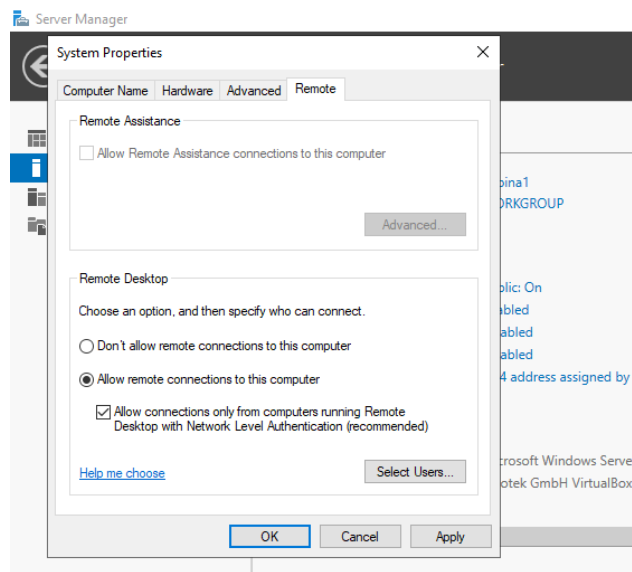 Server Manager
System Properties
Computer Name Hardware Advanced Remote
Remote Assistance
Allow Remote Assistance connections to this computer
Advanced...
Remote Desktop
Choose an option, and then specify who can connect.
Don't allow remote connections to this computer
Allow remote connections to this computer
Allow connections only from computers running Remote
Desktop with Network Level Authentication (recommended)
Help me choose
Select Users...
OK Cancel Apply
ina1
RKGROUP
blic: On
abled
abled
abled
4 address assigned by
rosoft Windows Serve
otek GmbH VirtualBox